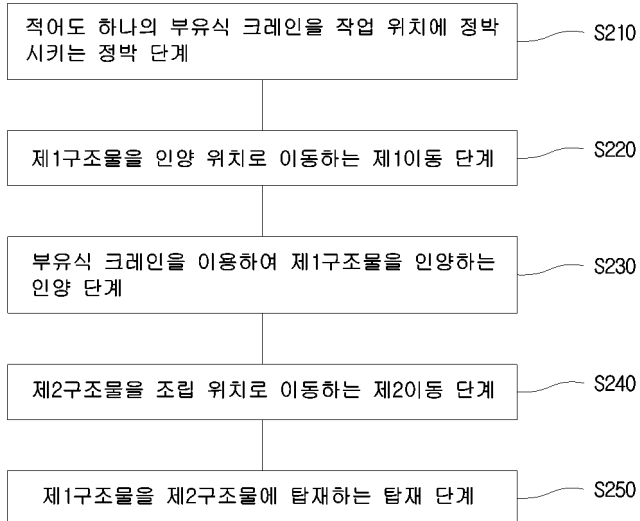 적어도 하나의 부유식 크레인을 작업 위치에 정박
시키는 정박 단계
S210
제1구조물을 인양 위치로 이동하는 제1이동 단계
S220
부유식 크레인을 이용하여 제1구조물을 인양하는
인양 단계
S230
제2구조물을 조립 위치로 이동하는 제2이동 단계
S240
제1구조물을 제2구조물에 탑재하는 탑재 단계
S250